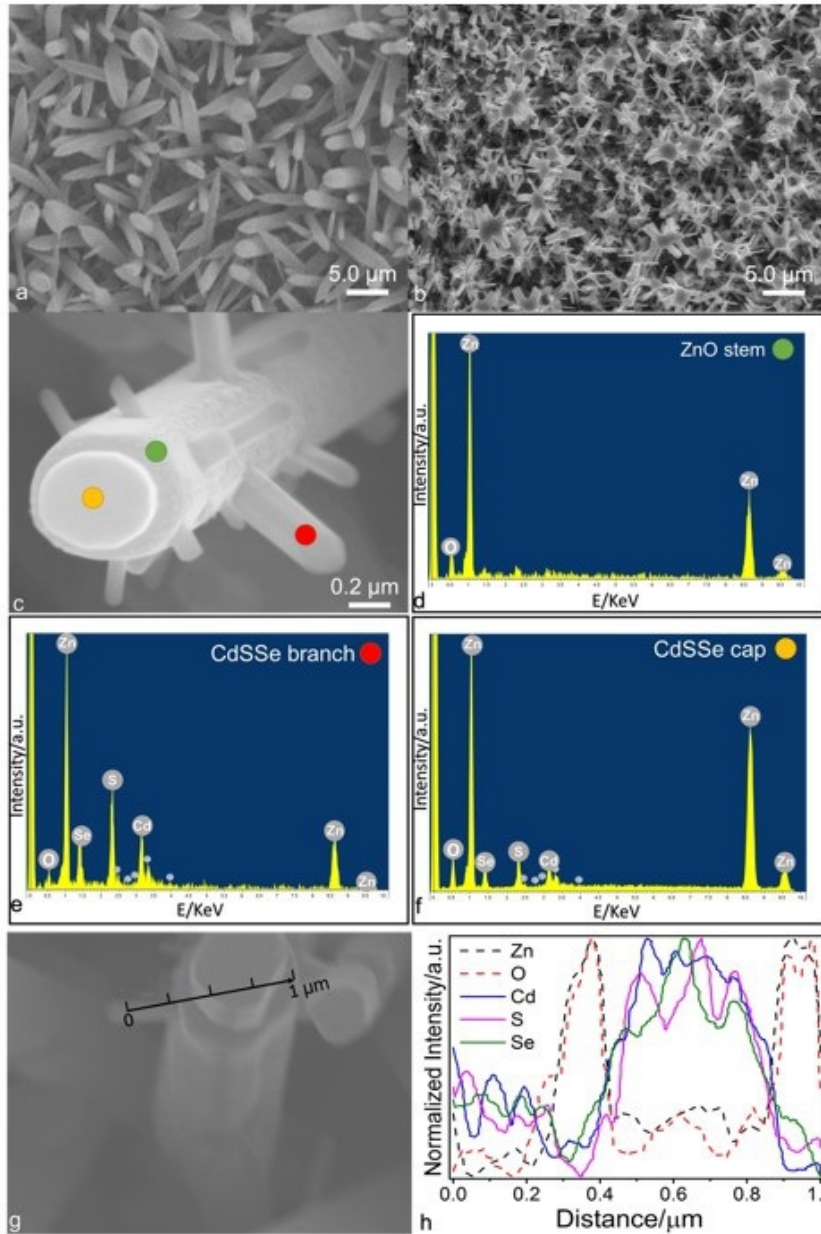 5.0 µm
a
5.0 µm
b
0.2 µm
c
Zn
ZnO stem
O
Zn
Zn
Intensity/a.u.
E/KeV
d
Zn
CdSSe branch
S
Se
Cd
O
Zn
Zn
Intensity/a.u.
E/KeV
e
Zn
CdSSe cap
Zn
O
Se
S
Cd
Zn
Intensity/a.u.
E/KeV
f
0
1 µm
g
Zn
O
Cd
S
Se
Normalized Intensity/a.u.
0.0 0.2 0.4 0.6 0.8 1.0
Distance/µm
h